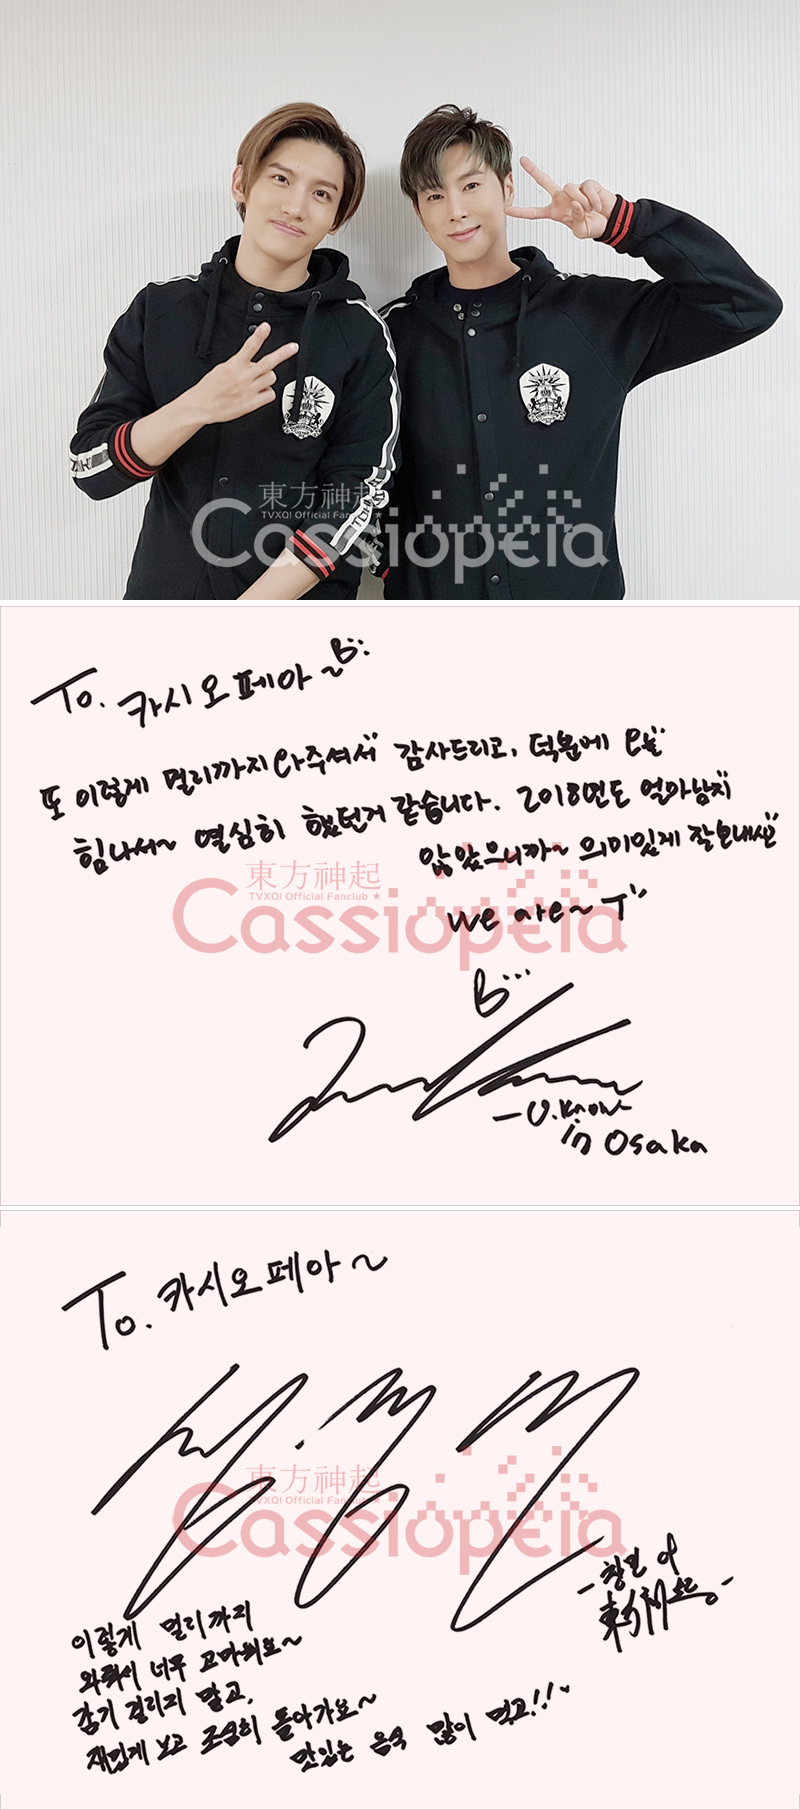 東方神起
TVXQ! Official Fanclub ★
Cassiopeia
To. 카시오페아~B:·
또 이렇게 멀리까지 와주셔서 감사드리고, 덕분에
힘나서~ 열심히 했던거 같습니다. 2018년도 얼마남지
않았으니까~ 의미있게 잘보내시
東方神起
TVXQ! Official Fanclub ★
Cassiopeia
We are~ T
B...
- U.know
in Osaka
To. 카시오페아~
東方神起
TVXQ! Official Fanclub ★
Cassiopeia
- 창민 of
東方神起 -
이렇게 멀리까지
와줘서 너무 고마워요~
감기 걸리지 말고,
재밌게 보고 조심히 돌아가요~
맛있는 음식 많이 먹고!!~